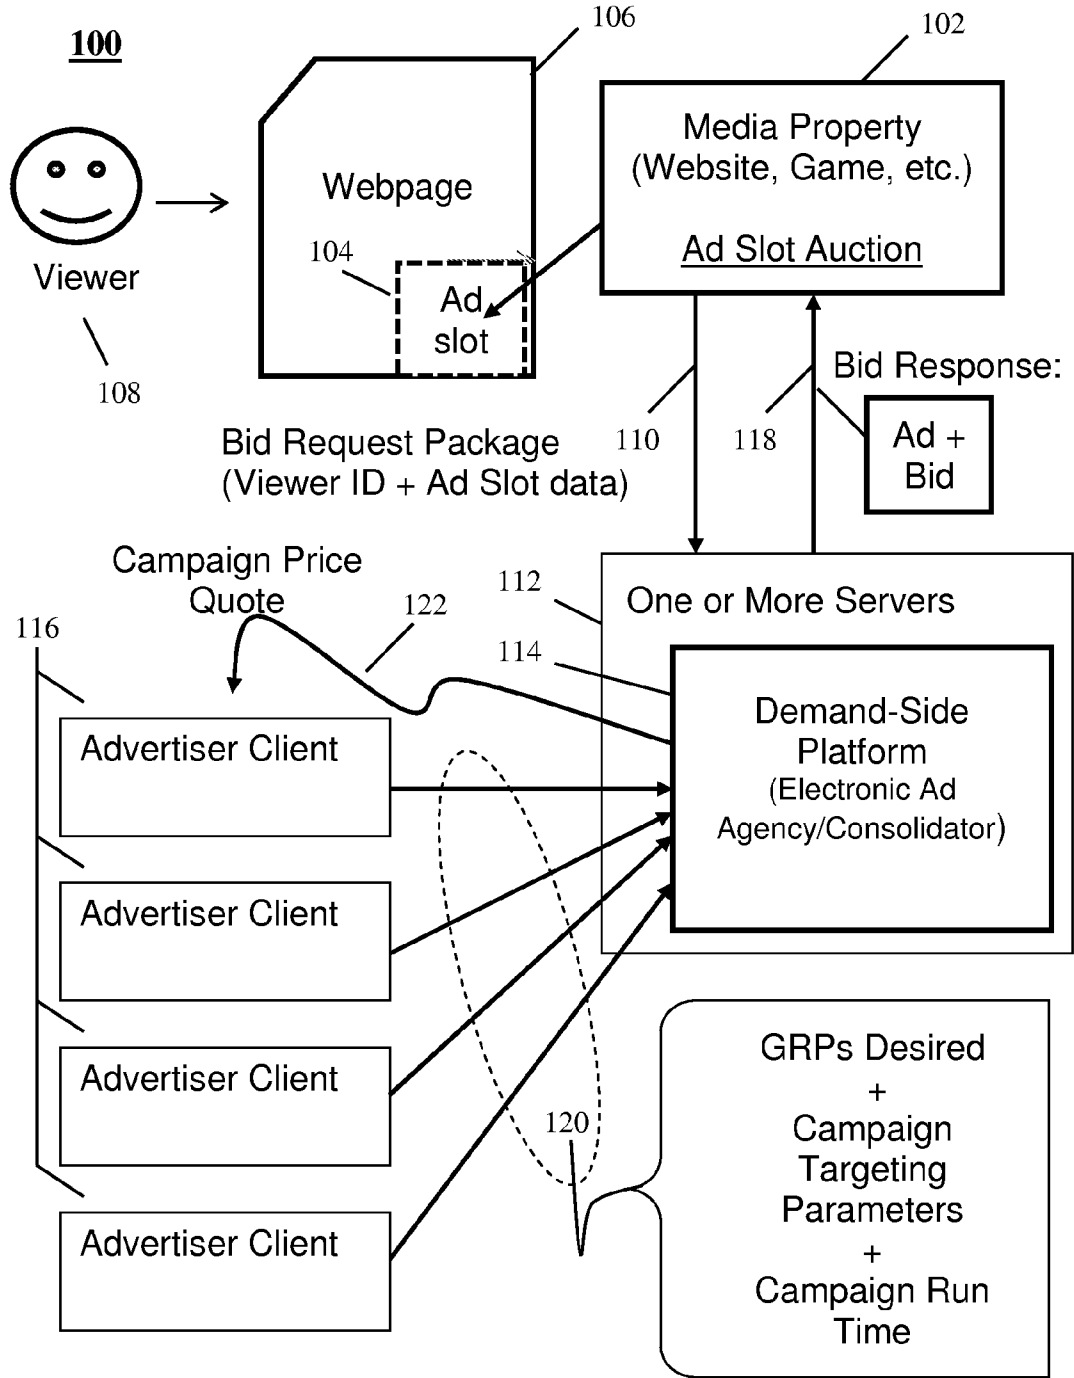 100
106
102
Media Property
(Website, Game, etc.)
Ad Slot Auction
Webpage
104
Ad
slot
Viewer
108
Bid Response:
Ad +
Bid
110
118
Bid Request Package
(Viewer ID + Ad Slot data)
Campaign Price
Quote
122
112
One or More Servers
114
116
Demand-Side
Platform
(Electronic Ad
Agency/Consolidator)
Advertiser Client
Advertiser Client
Advertiser Client
Advertiser Client
120
GRPs Desired
+
Campaign
Targeting
Parameters
+
Campaign Run
Time